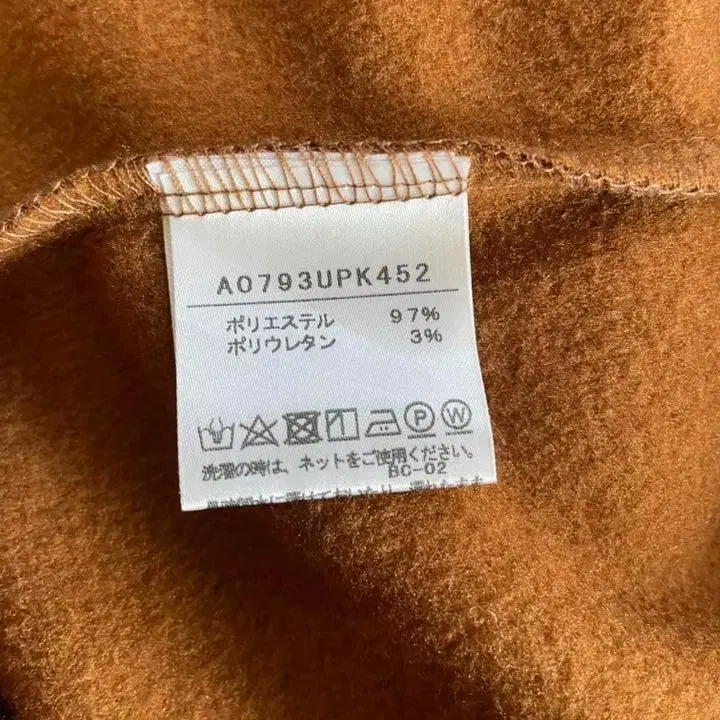 A0793UPK452
ポリエステル 97%
ポリウレタン 3%
P W
洗濯の時は、ネットをご使用ください。
BC-02